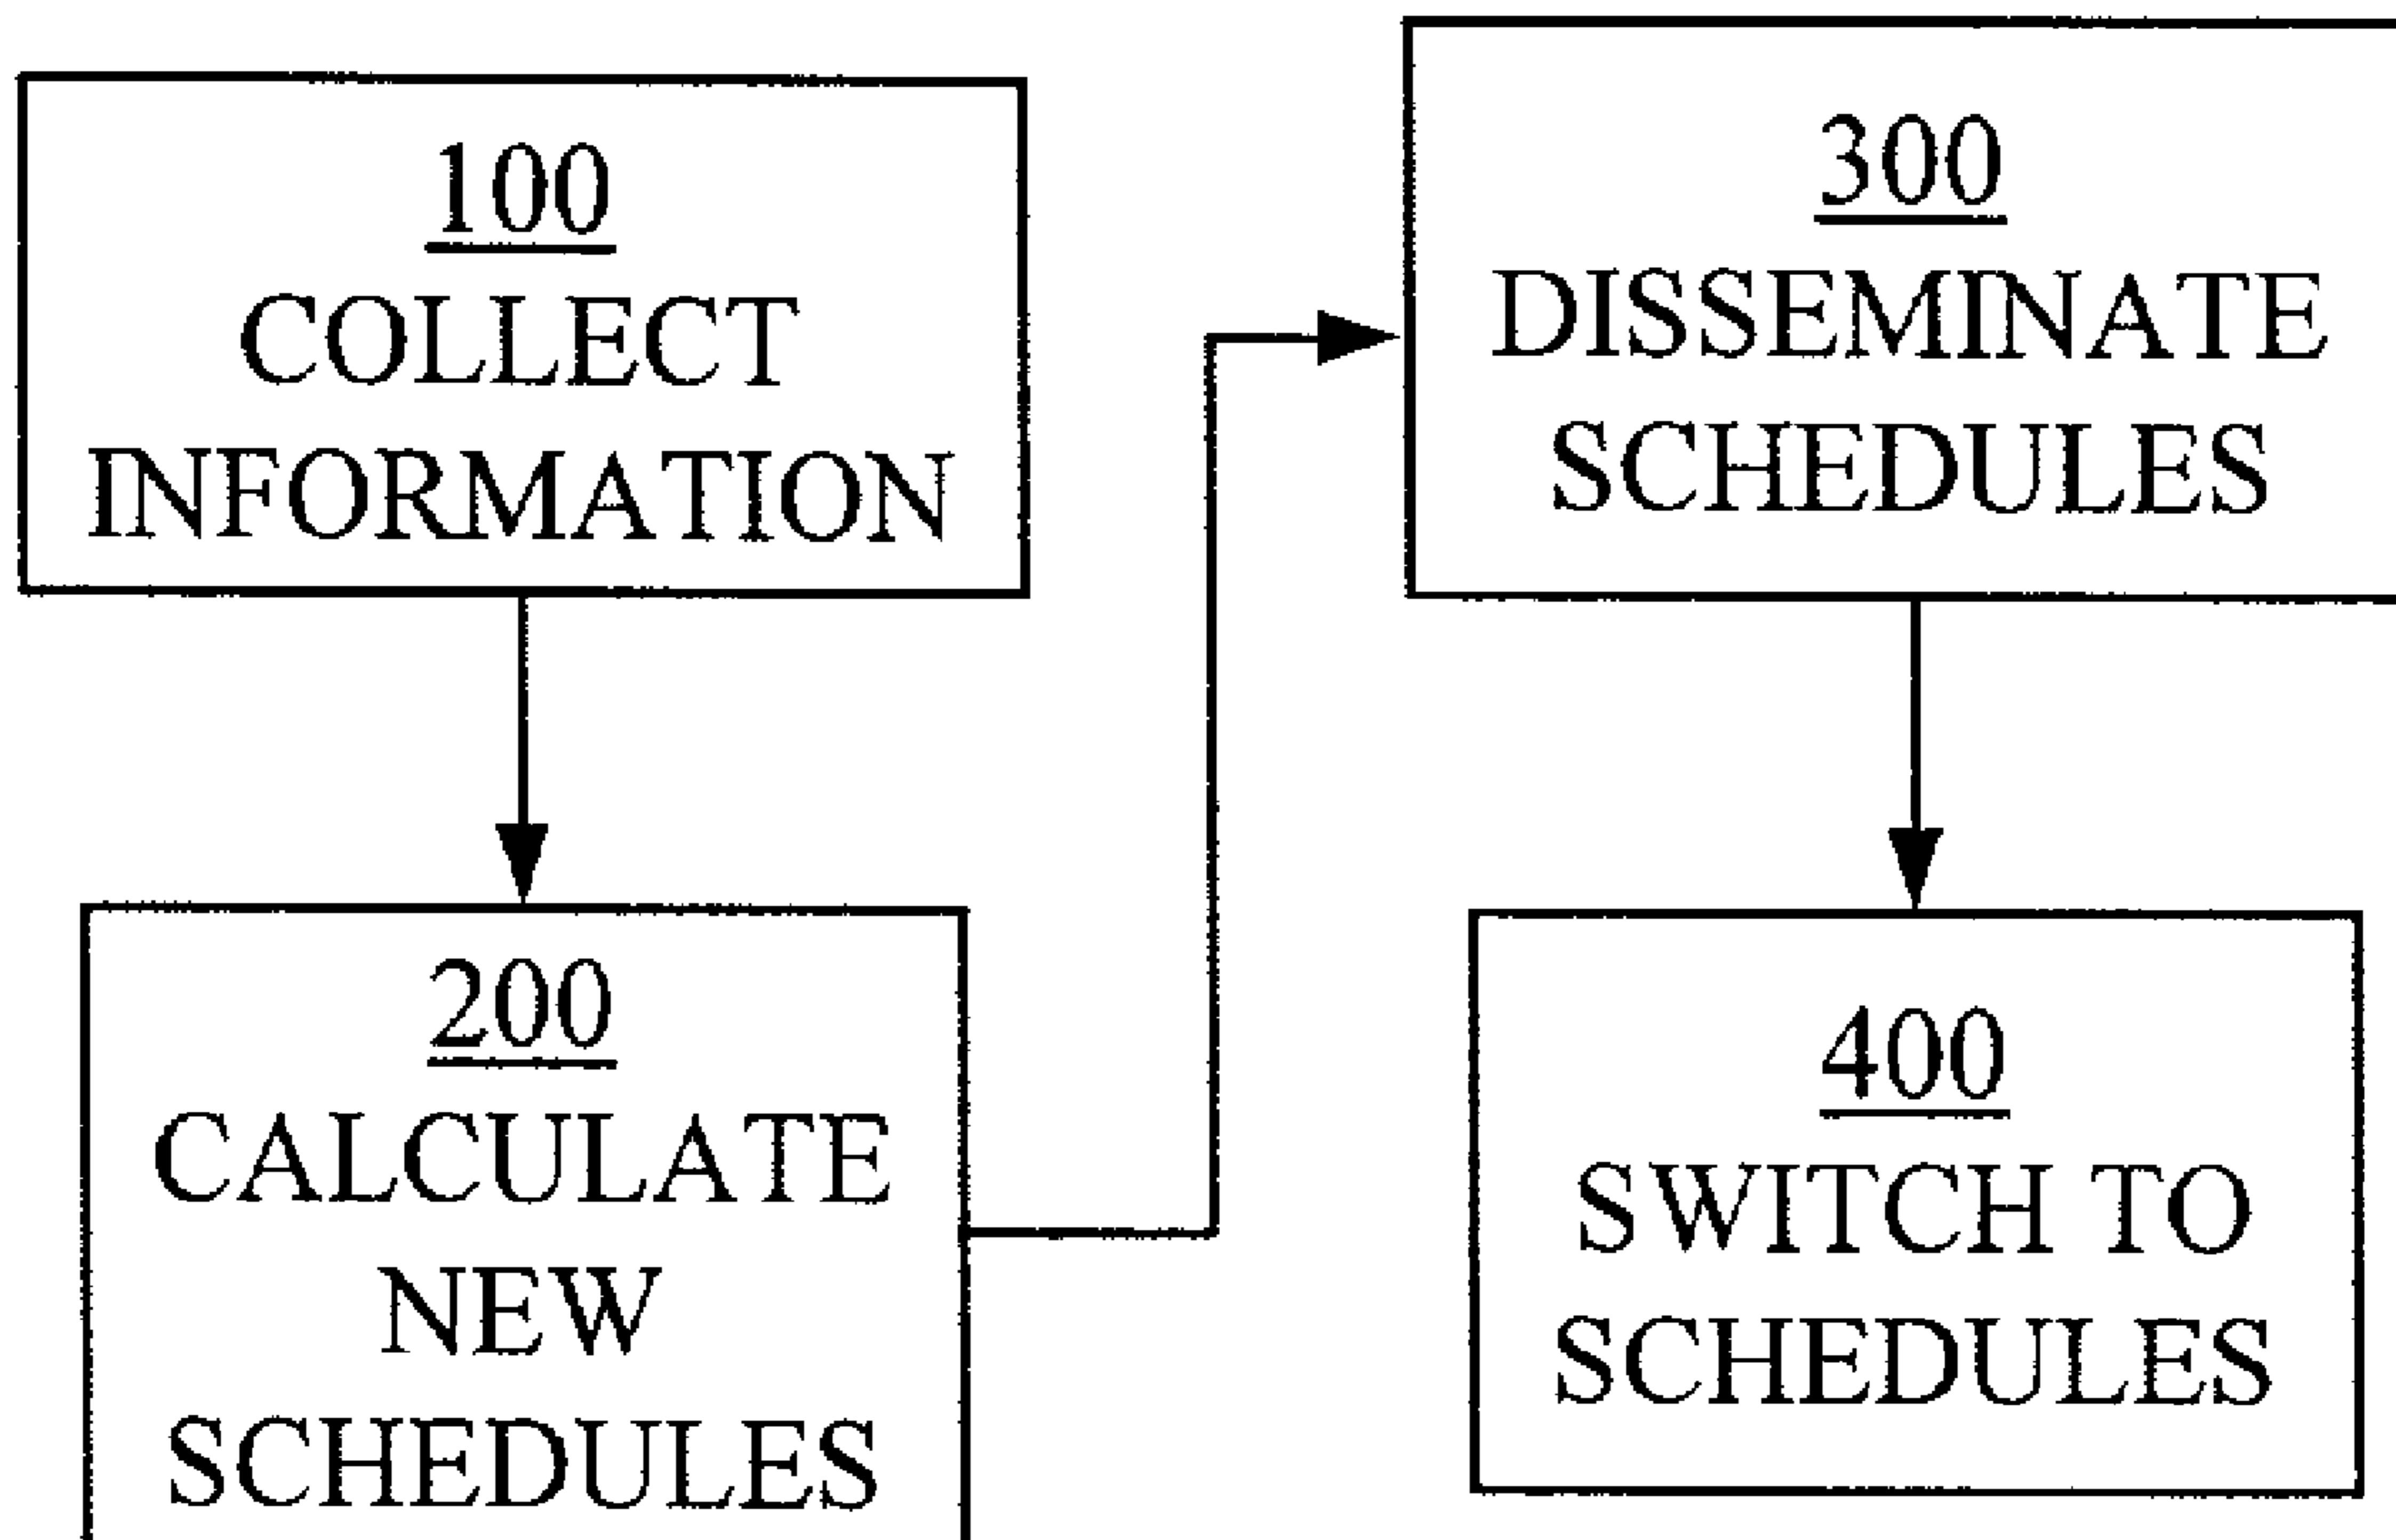 100
COLLECT
INFORMATION
200
CALCULATE
NEW
SCHEDULES
300
DISSEMINATE
SCHEDULES
400
SWITCH TO
SCHEDULES